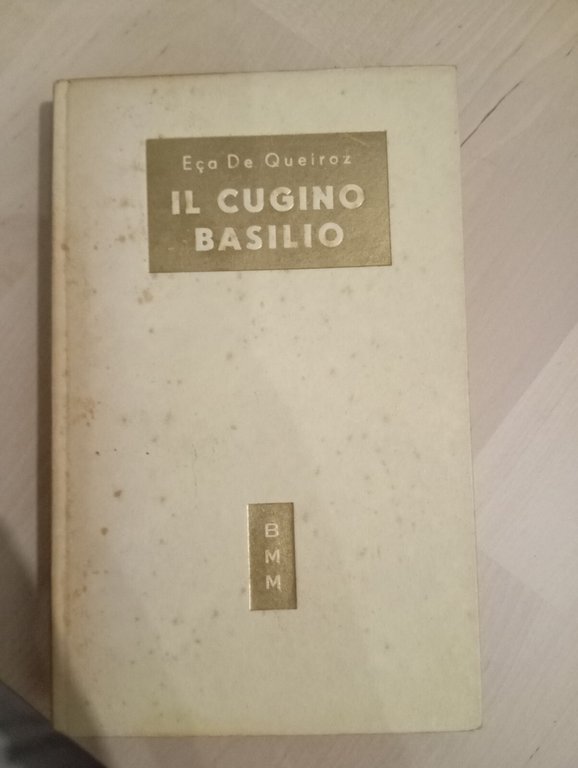 Eça De Queiroz
IL CUGINO
BASILIO
B
M
M